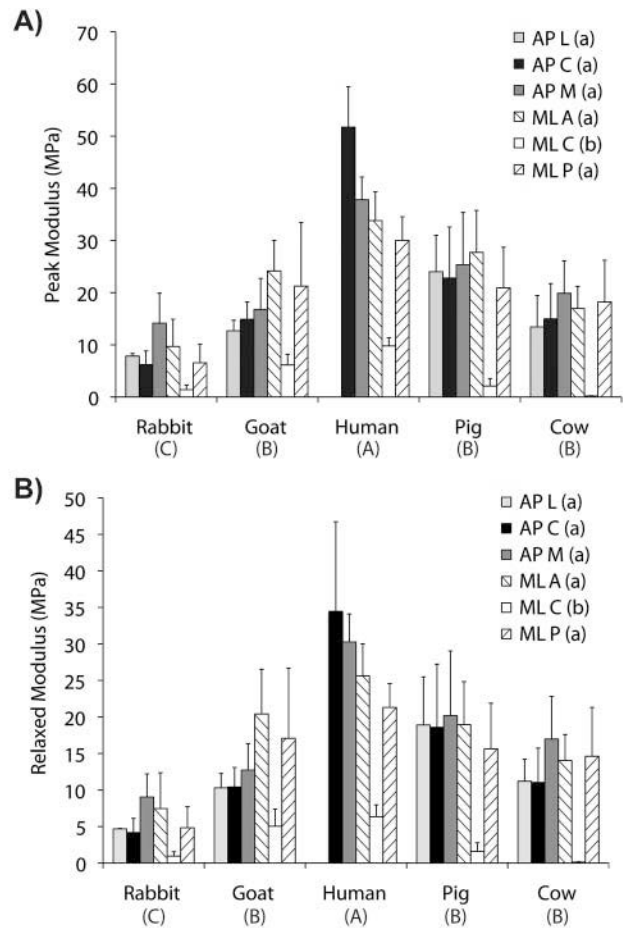 A)
70
60
50
40
30
20
10
0
Peak Modulus (MPa)
AP L (a)
AP C (a)
AP M (a)
ML A (a)
ML C (b)
ML P (a)
Rabbit Goat Human Pig Cow
(C) (B) (A) (B) (B)
B)
50
45
40
35
30
25
20
15
10
5
0
Relaxed Modulus (MPa)
AP L (a)
AP C (a)
AP M (a)
ML A (a)
ML C (b)
ML P (a)
Rabbit Goat Human Pig Cow
(C) (B) (A) (B) (B)